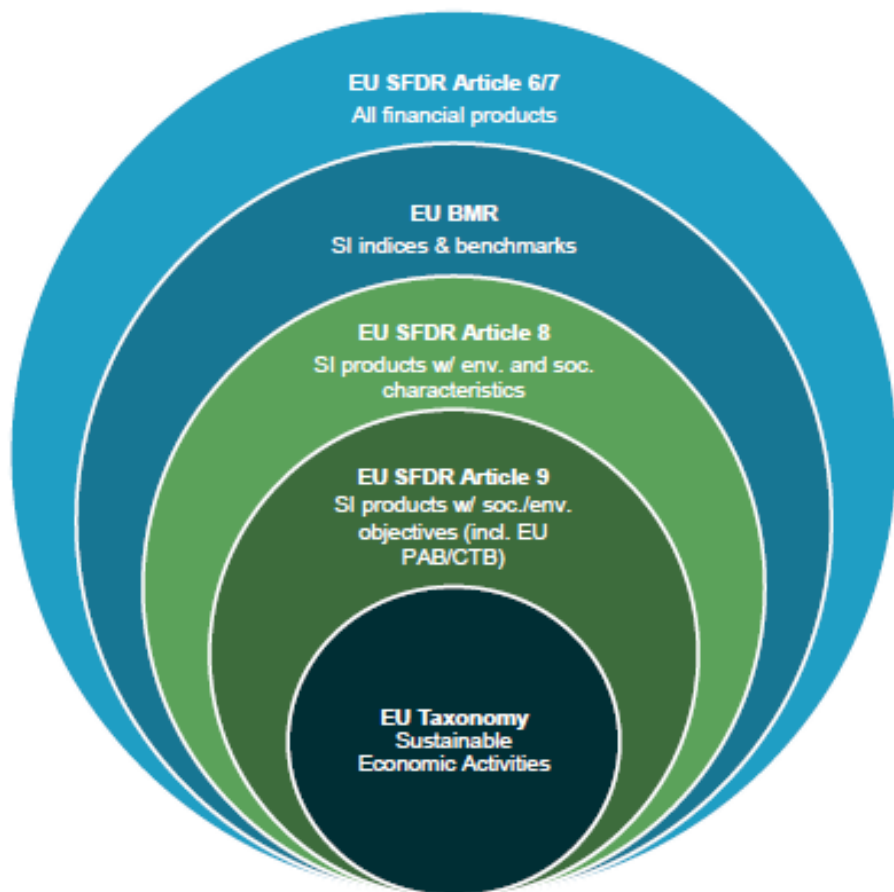 EU SFDR Article 6/7
All financial products
EU BMR
SI indices & benchmarks
EU SFDR Article 8
SI products w/ env. and soc.
characteristics
EU SFDR Article 9
SI products w/ soc./env.
objectives (incl. EU
PAB/CTB)
EU Taxonomy
Sustainable
Economic Activities